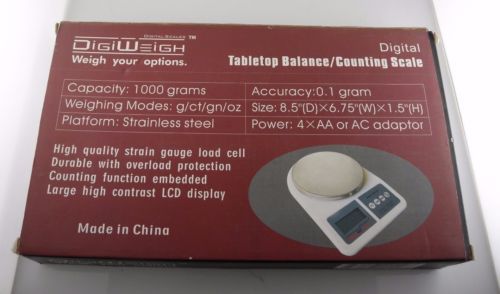 DIGITAL SCALES
DIGIWEIGH™
Weigh your options.
Digital
Tabletop Balance/Counting Scale
Capacity: 1000 grams
Accuracy:0.1 gram
Weighing Modes: g/ct/gn/oz
Size: 8.5"(D)×6.75"(W)×1.5"(H)
Platform: Stainless steel
Power: 4×AA or AC adaptor
High quality strain gauge load cell
Durable with overload protection
Counting function embedded
Large high contrast LCD display
Made in China